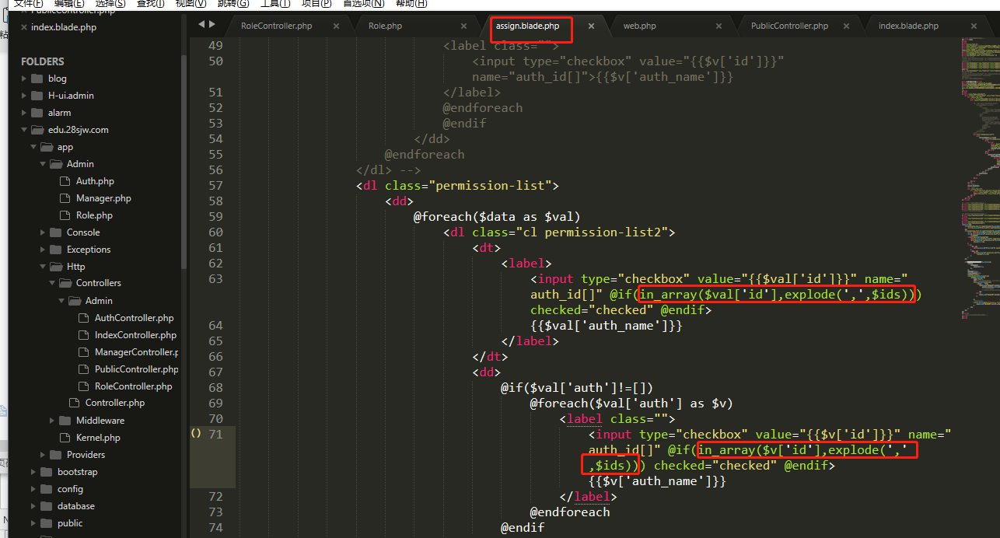 文件(F) 编辑(E) 选择(S) 查找(I) 视图(V) 跳转(G) 工具(T) 项目(P) 首选项(N) 帮助(H)
PublicController.php
index.blade.php
RoleController.php × Role.php × assign.blade.php × web.php × PublicController.php × index.blade.php ×
FOLDERS
blog
H-ui.admin
alarm
edu.28sjw.com
app
Admin
Auth.php
Manager.php
Role.php
Console
Exceptions
Http
Controllers
Admin
AuthController.php
IndexController.php
ManagerController.p
PublicController.php
RoleController.php
Controller.php
Middleware
Kernel.php
Providers
bootstrap
config
database
public
49 <label class="">
50 <input type="checkbox" value="{{$v['id']}}"
name="auth_id[]">{{$v['auth_name']}}
51 </label>
52 @endforeach
53 @endif
54 </dd>
55 @endforeach
56 </dl> -->
57 <dl class="permission-list">
58 <dd>
59 @foreach($data as $val)
60 <dl class="cl permission-list2">
61 <dt>
62 <label>
63 <input type="checkbox" value="{{$val['id']}}" name="
auth_id[]" @if(in_array($val['id'],explode(',',$ids)))
checked="checked" @endif>
64 {{$val['auth_name']}}
65 </label>
66 </dt>
67 <dd>
68 @if($val['auth']!=[])
69 @foreach($val['auth'] as $v)
70 <label class="">
71 <input type="checkbox" value="{{$v['id']}}" name="
auth_id[]" @if(in_array($v['id'],explode(','
,$ids))) checked="checked" @endif>
{{$v['auth_name']}}
72 </label>
73 @endforeach
74 @endif